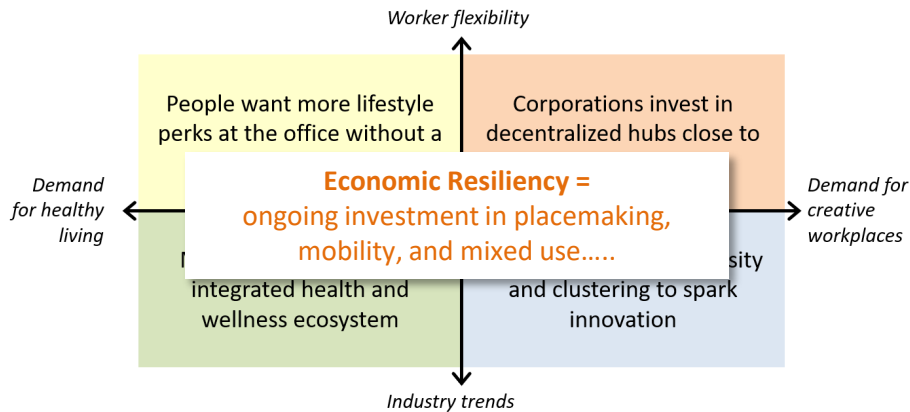 Worker flexibility
People want more lifestyle
perks at the office without a
Corporations invest in
decentralized hubs close to
Demand
for healthy
living
Economic Resiliency =
ongoing investment in placemaking,
mobility, and mixed use…..
Demand for
creative
workplaces
integrated health and
wellness ecosystem
and clustering to spark
innovation
Industry trends